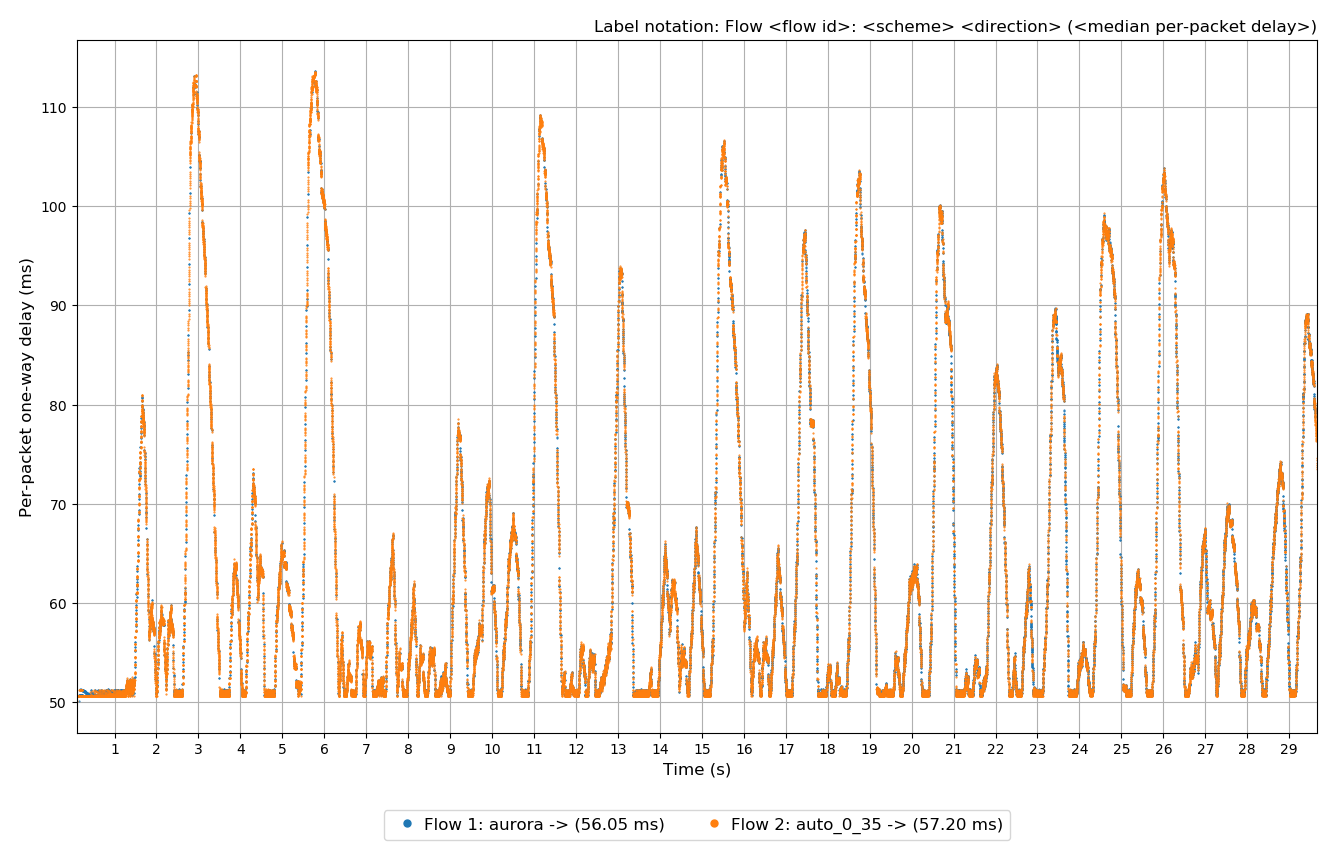 Label notation: Flow <flow id>: <scheme> <direction> (<median per-packet delay>)
Per-packet one-way delay (ms)
110
100
90
80
70
60
50
1 2 3 4 5 6 7 8 9 10 11 12 13 14 15 16 17 18 19 20 21 22 23 24 25 26 27 28 29
Time (s)
Flow 1: aurora -> (56.05 ms) Flow 2: auto_0_35 -> (57.20 ms)